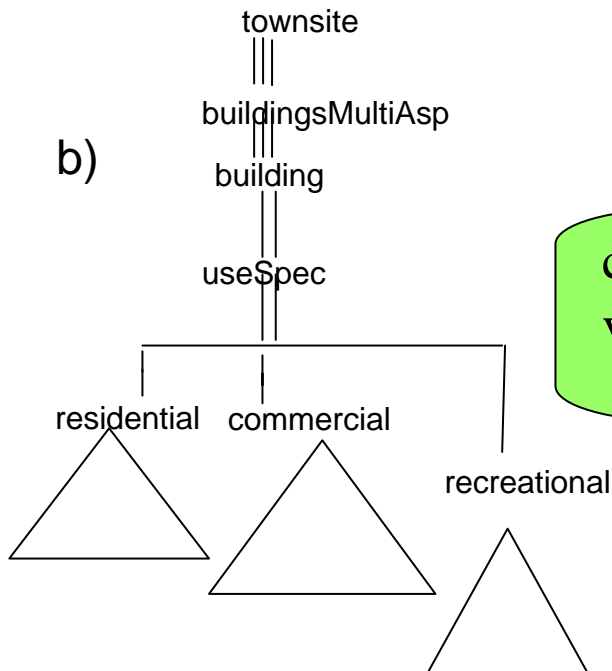 townsite
buildingsMultiAsp
b)
building
useSpec
residential commercial
recreational